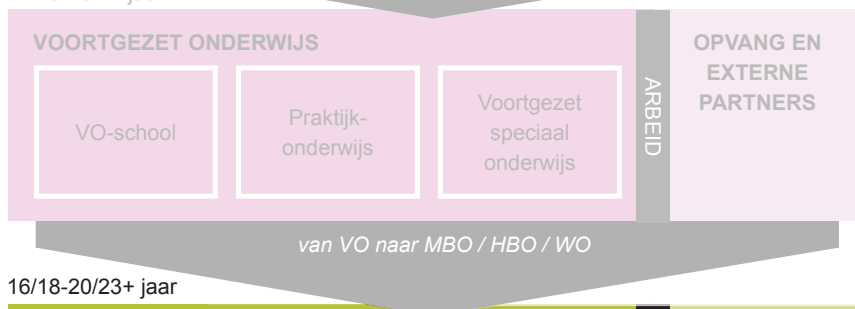 VOORTGEZET ONDERWIJS
OPVANG EN
EXTERNE
PARTNERS
VO-school
Praktijk-
onderwijs
Voortgezet
speciaal
onderwijs
ARBEID
van VO naar MBO / HBO / WO
16/18-20/23+ jaar